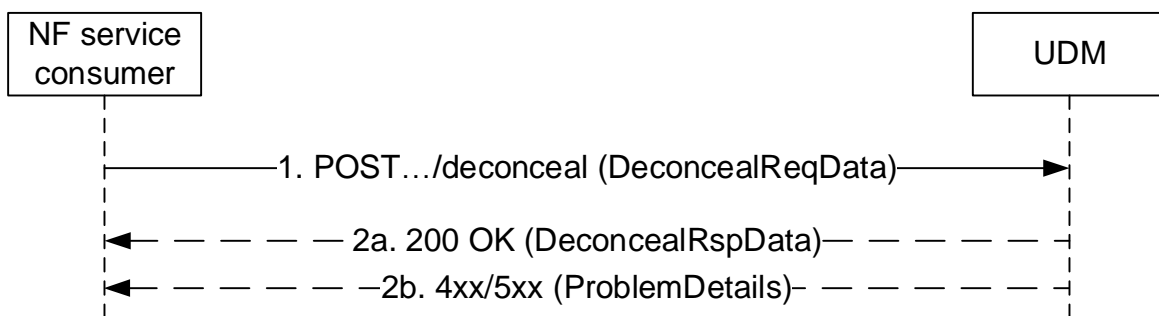 NF service
consumer
UDM
1. POST…/deconceal (DeconcealReqData)
2a. 200 OK (DeconcealRspData)
2b. 4xx/5xx (ProblemDetails)